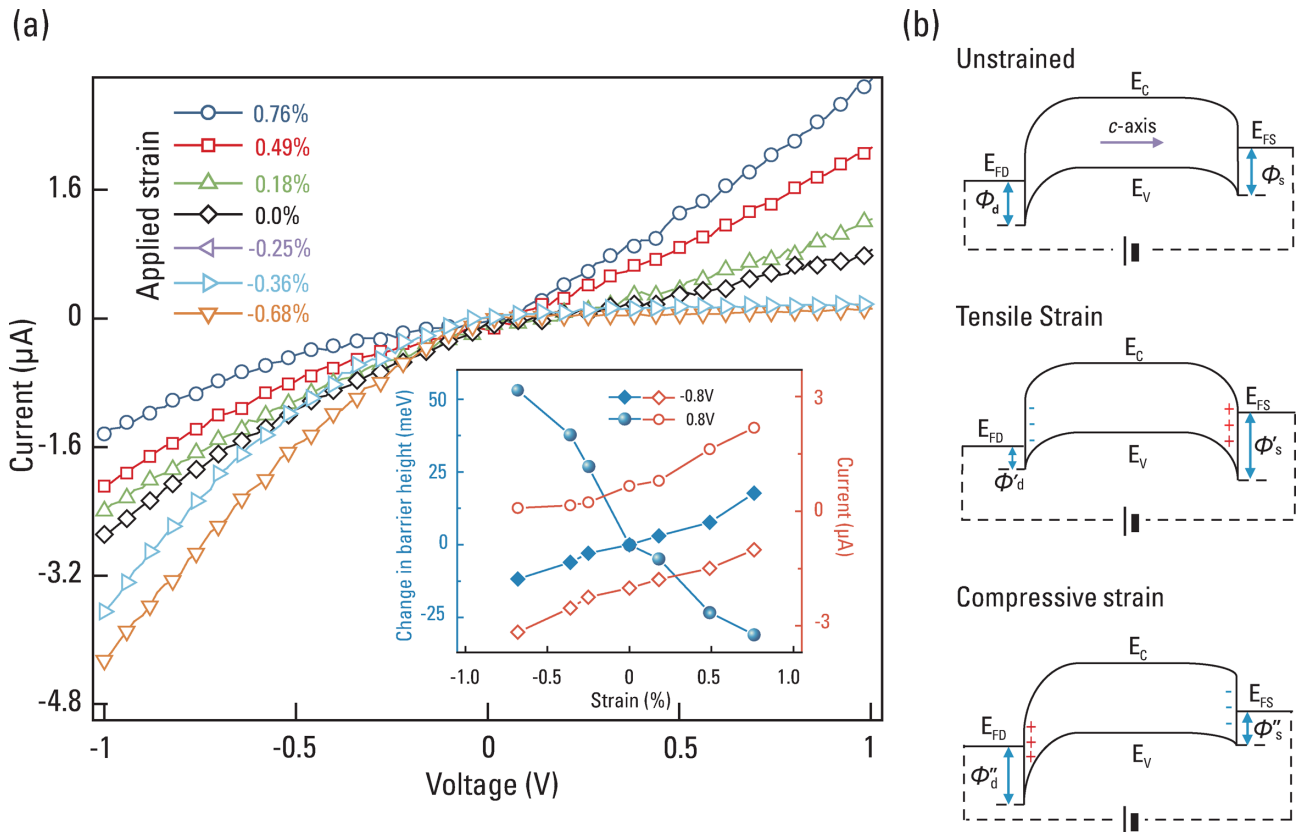 (a)
Applied strain
0.76%
0.49%
0.18%
0.0%
-0.25%
-0.36%
-0.68%
Current (μA)
1.6
0
-1.6
-3.2
-4.8
-1
-0.5
0
0.5
1
Voltage (V)
-0.8V
0.8V
Change in barrier height (meV)
50
25
0
-25
Current (μA)
3
0
-3
-1.0
-0.5
0
0.5
1.0
Strain (%)
(b)
Unstrained
E_C
c-axis
E_FS
E_FD
Φ_s
Φ_d
E_V
Tensile Strain
E_C
- - -
+ + +
E_FS
E_FD
Φ′_s
Φ′_d
E_V
Compressive strain
E_C
- - -
E_FS
E_FD
+ + +
Φ″_s
E_V
Φ″_d